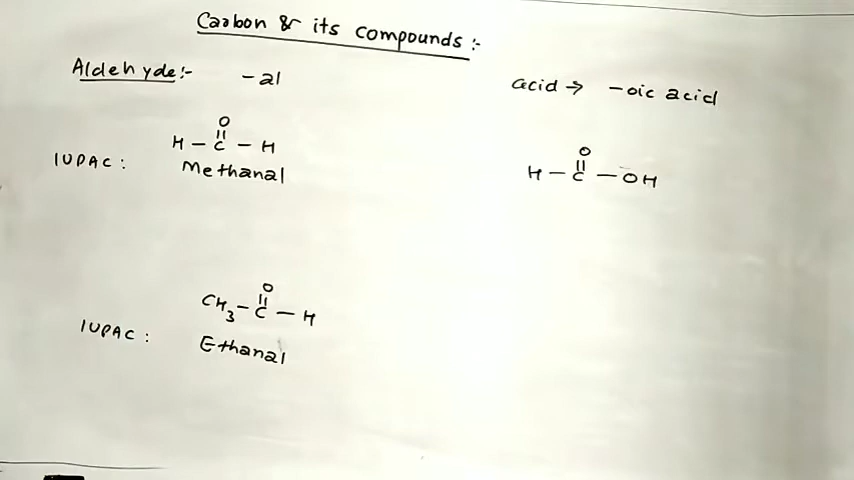 Carbon & its compounds :-
Aldehyde :- -al
O
||
H - C - H
IUPAC : Methanal
O
||
CH3 - C - H
IUPAC : Ethanal
acid → -oic acid
O
||
H - C - OH